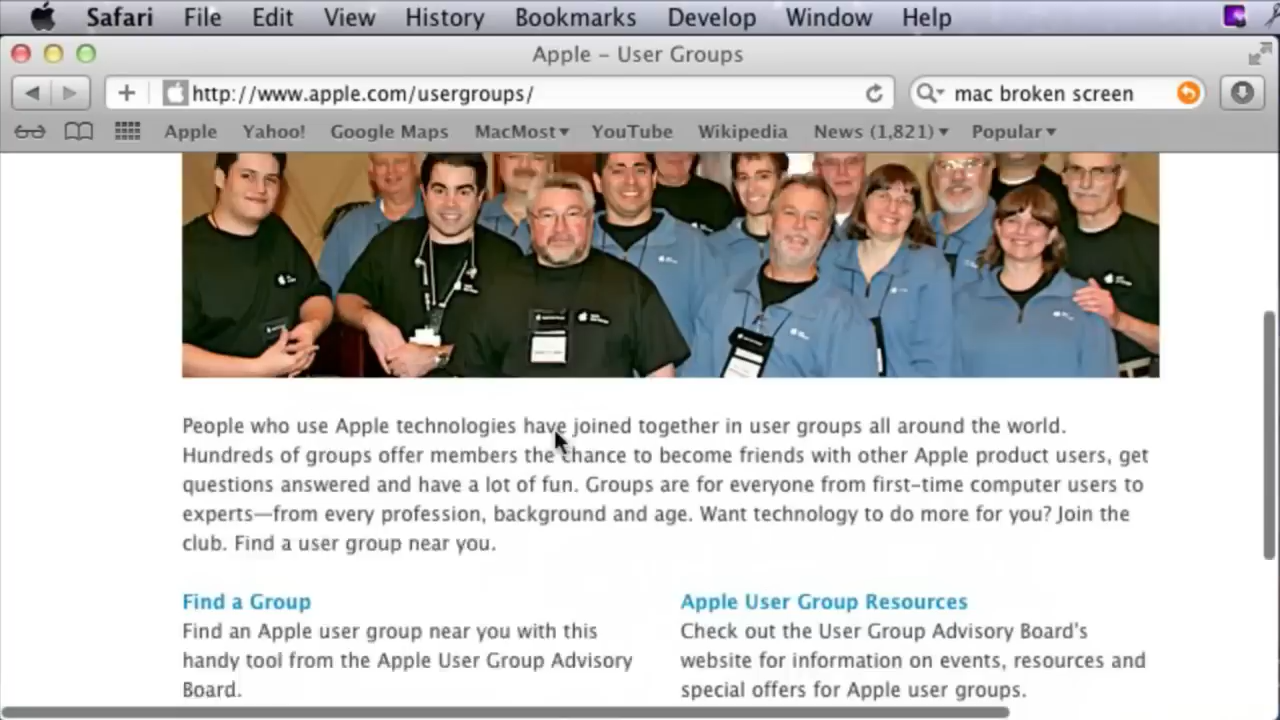 Safari File Edit View History Bookmarks Develop Window Help
Apple – User Groups
http://www.apple.com/usergroups/ mac broken screen
Apple Yahoo! Google Maps MacMost▾ YouTube Wikipedia News (1,821)▾ Popular▾
People who use Apple technologies have joined together in user groups all around the world.
Hundreds of groups offer members the chance to become friends with other Apple product users, get
questions answered and have a lot of fun. Groups are for everyone from first-time computer users to
experts—from every profession, background and age. Want technology to do more for you? Join the
club. Find a user group near you.
Find a Group
Find an Apple user group near you with this
handy tool from the Apple User Group Advisory
Board.
Apple User Group Resources
Check out the User Group Advisory Board's
website for information on events, resources and
special offers for Apple user groups.